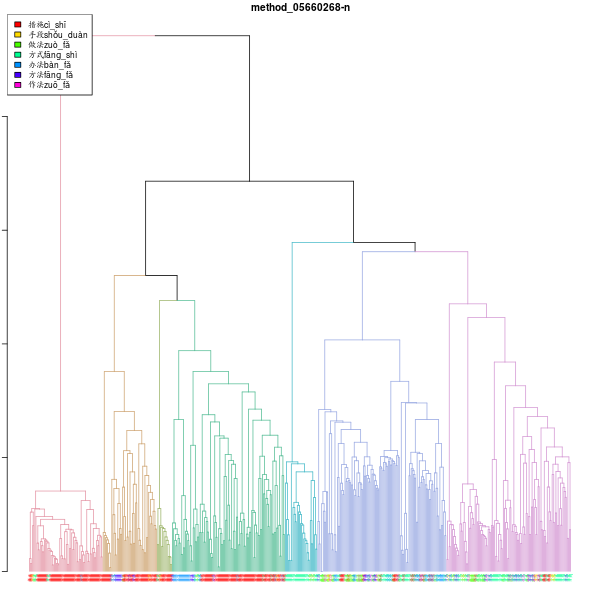 method_05660268-n
措施cì_shī
手段shǒu_duàn
做法zuò_fǎ
方式fāng_shì
办法bàn_fǎ
方法fāng_fǎ
作法zuō_fǎ